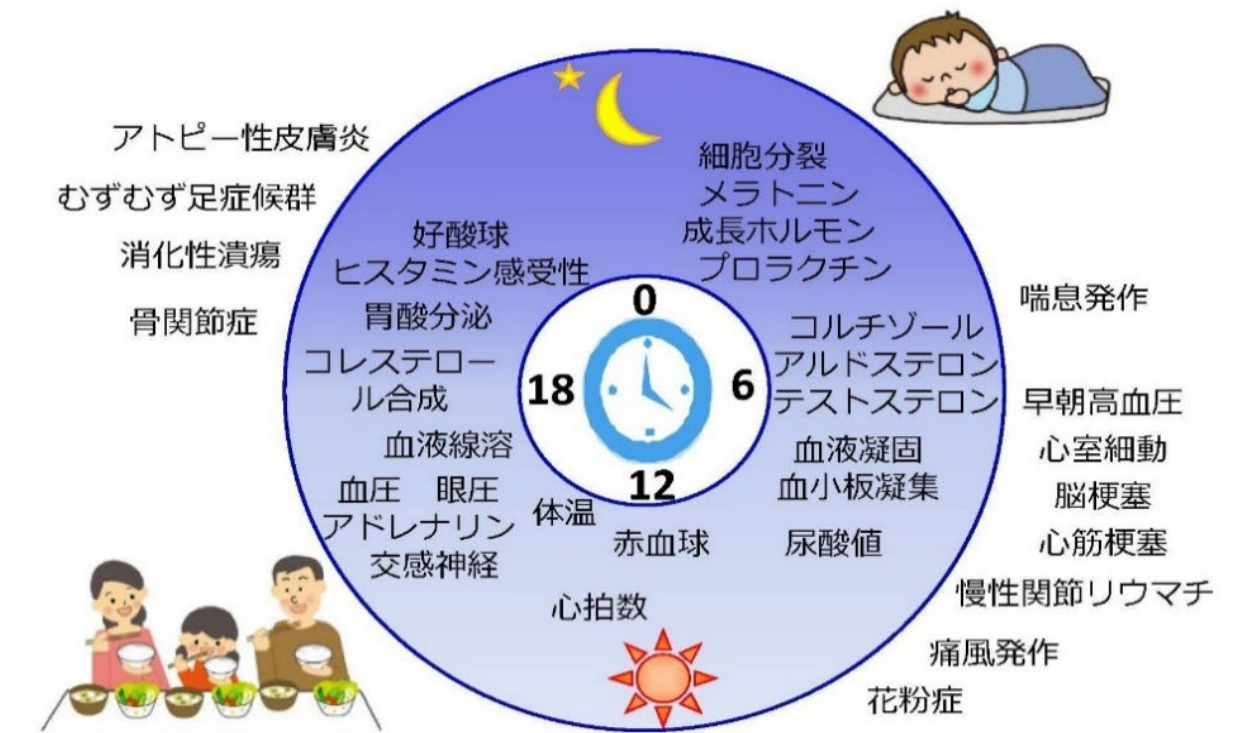 アトピー性皮膚炎
むずむず足症候群
消化性潰瘍
骨関節症
好酸球
ヒスタミン感受性
胃酸分泌
コレステロー
ル合成
血液線溶
血圧 眼圧
アドレナリン
交感神経
体温
心拍数
赤血球
細胞分裂
メラトニン
成長ホルモン
プロラクチン
コルチゾール
アルドステロン
テストステロン
血液凝固
血小板凝集
尿酸値
0
6
12
18
喘息発作
早朝高血圧
心室細動
脳梗塞
心筋梗塞
慢性関節リウマチ
痛風発作
花粉症